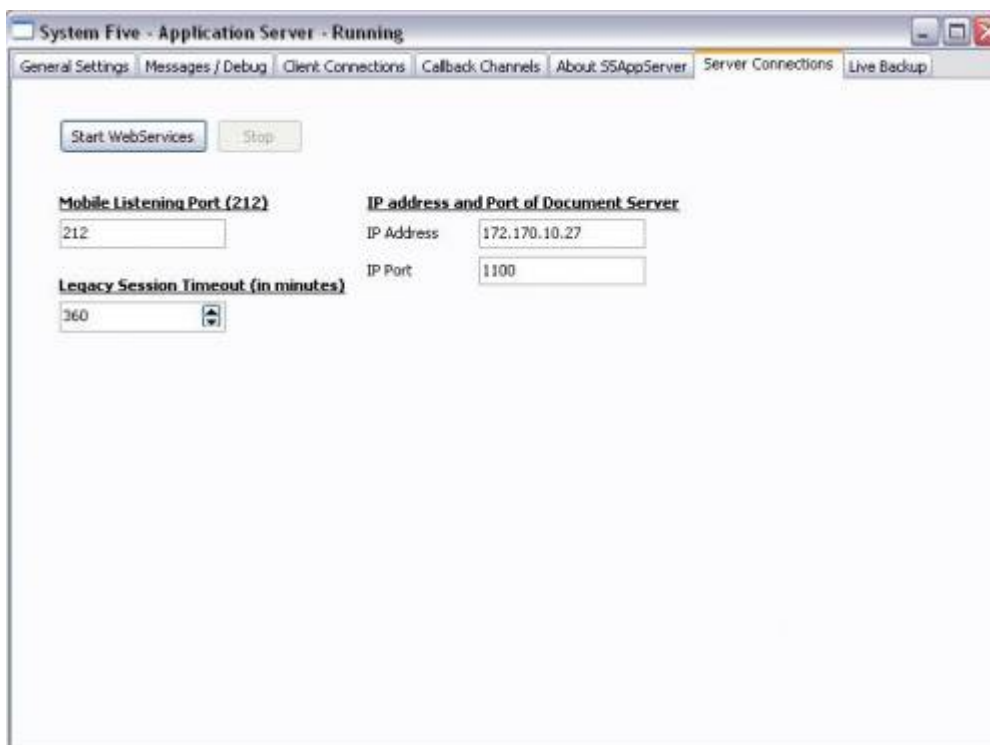 System Five - Application Server - Running
General Settings Messages / Debug Client Connections Callback Channels About S5AppServer Server Connections Live Backup
Start WebServices Stop
Mobile Listening Port (212) IP address and Port of Document Server
212 IP Address 172.170.10.27
IP Port 1100
Legacy Session Timeout (in minutes)
360